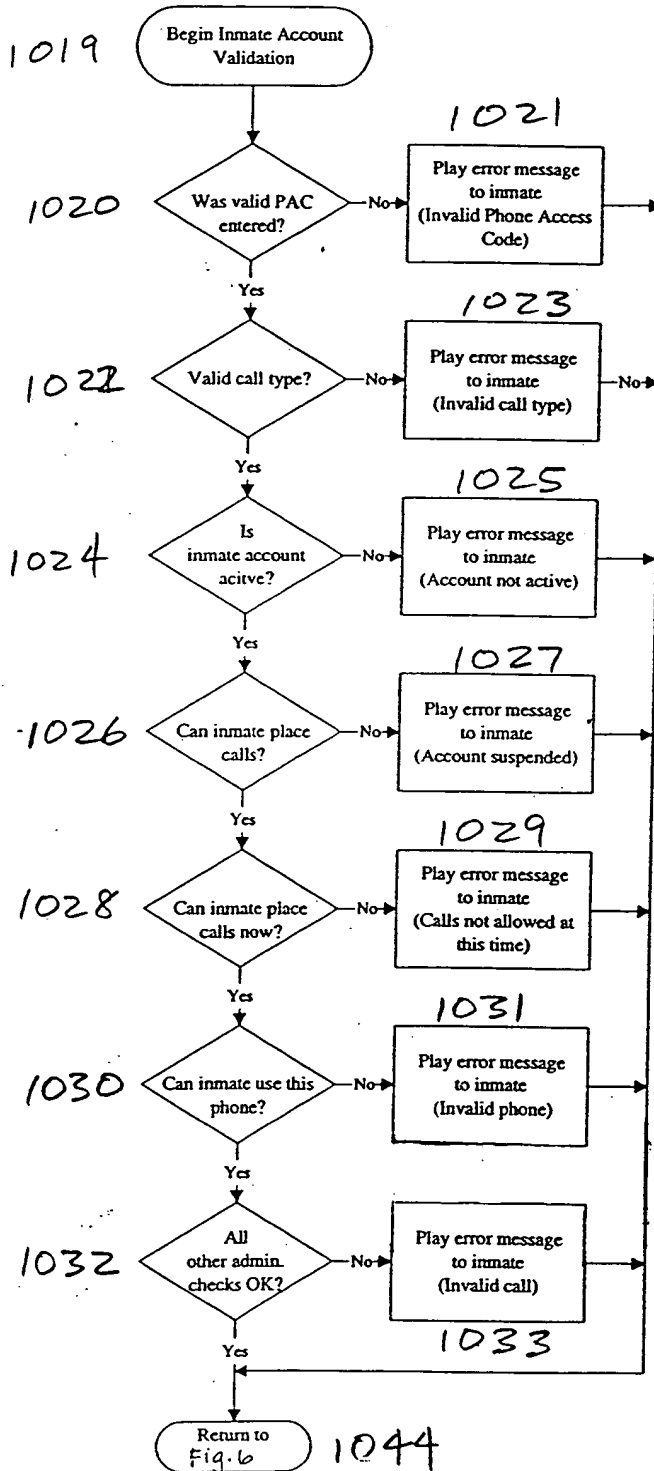 1019
Begin Inmate Account
Validation
1021
1020
Was valid PAC
entered?
No
Play error message
to inmate
(Invalid Phone Access
Code)
Yes
1023
1022
Valid call type?
No
Play error message
to inmate
(Invalid call type)
No
Yes
1025
1024
Is
inmate account
acitve?
No
Play error message
to inmate
(Account not active)
Yes
1027
1026
Can inmate place
calls?
No
Play error message
to inmate
(Account suspended)
Yes
1029
1028
Can inmate place
calls now?
No
Play error message
to inmate
(Calls not allowed at
this time)
Yes
1031
1030
Can inmate use this
phone?
No
Play error message
to inmate
(Invalid phone)
Yes
1032
All
other admin
checks OK?
No
Play error message
to inmate
(Invalid call)
1033
Yes
Return to
Fig. 6
1044